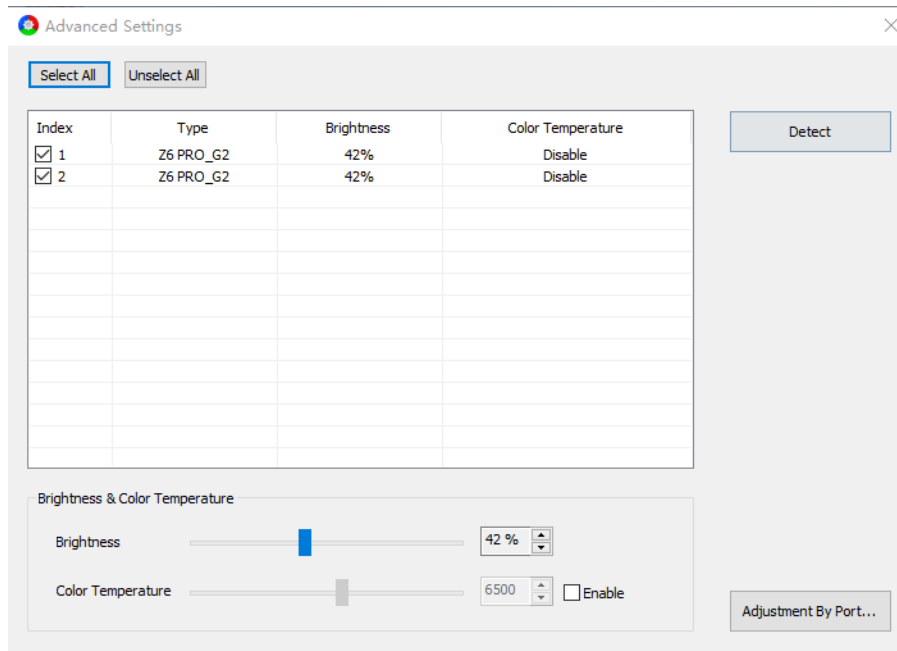 Advanced Settings
Select All Unselect All
Index Type Brightness Color Temperature
1 Z6 PRO_G2 42% Disable
2 Z6 PRO_G2 42% Disable
Detect
Brightness & Color Temperature
Brightness 42 %
Color Temperature 6500 Enable
Adjustment By Port...